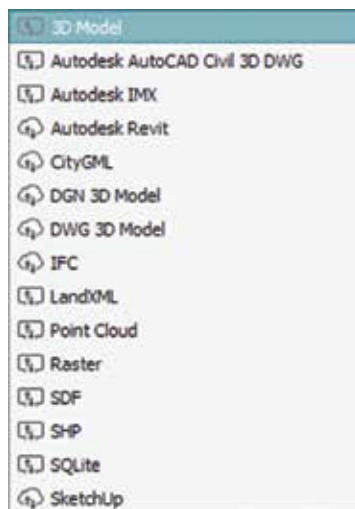 3D Model
Autodesk AutoCAD Civil 3D DWG
Autodesk IMX
Autodesk Revit
CityGML
DGN 3D Model
DWG 3D Model
IFC
LandXML
Point Cloud
Raster
SDF
SHP
SQLite
SketchUp